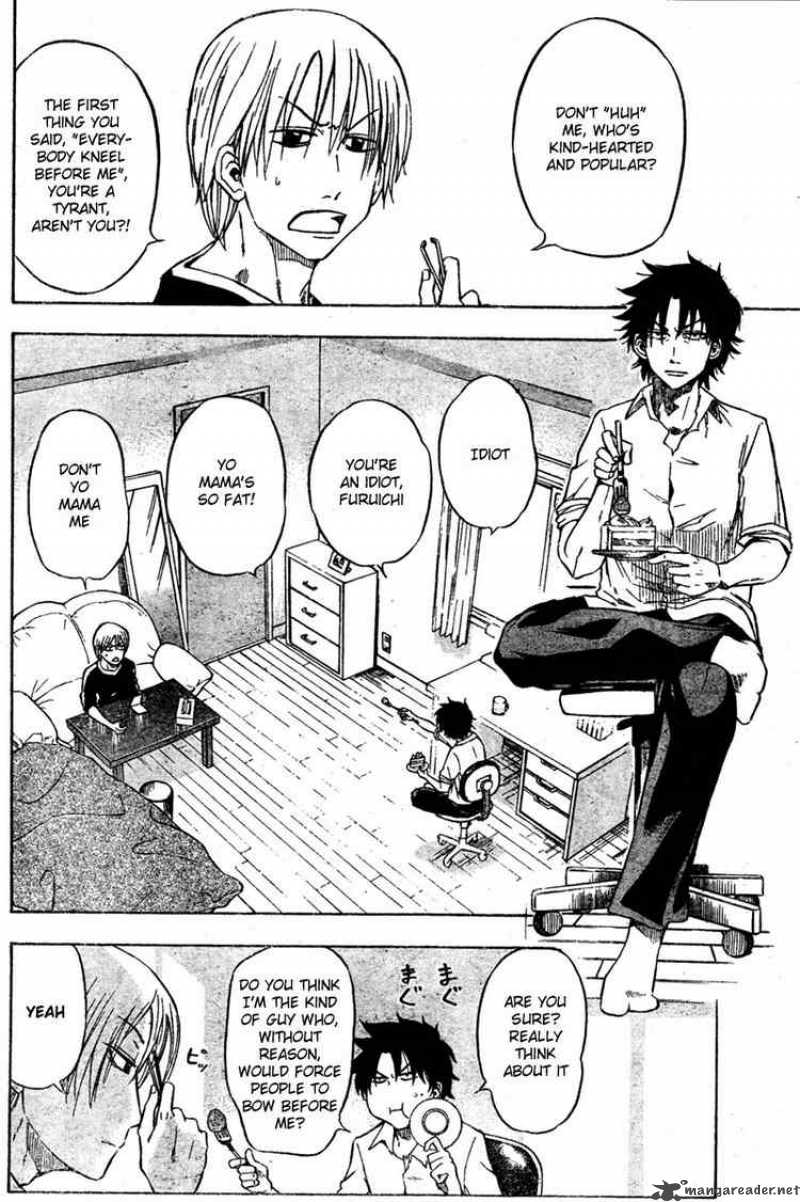 DON'T "HUH"
ME, WHO'S
KIND-HEARTED
AND POPULAR?
THE FIRST
THING YOU
SAID, "EVERY-
BODY KNEEL
BEFORE ME",
YOU'RE A
TYRANT,
AREN'T YOU?!
IDIOT
YOU'RE
AN IDIOT,
FURUICHI
YO
MAMA'S
SO FAT!
DON'T
YO
MAMA
ME
ARE YOU
SURE?
REALLY
THINK
ABOUT IT
まぐ
まぐ
DO YOU THINK
I'M THE KIND
OF GUY WHO,
WITHOUT
REASON,
WOULD FORCE
PEOPLE TO
BOW BEFORE
ME?
ピッ
YEAH
mangareader.net